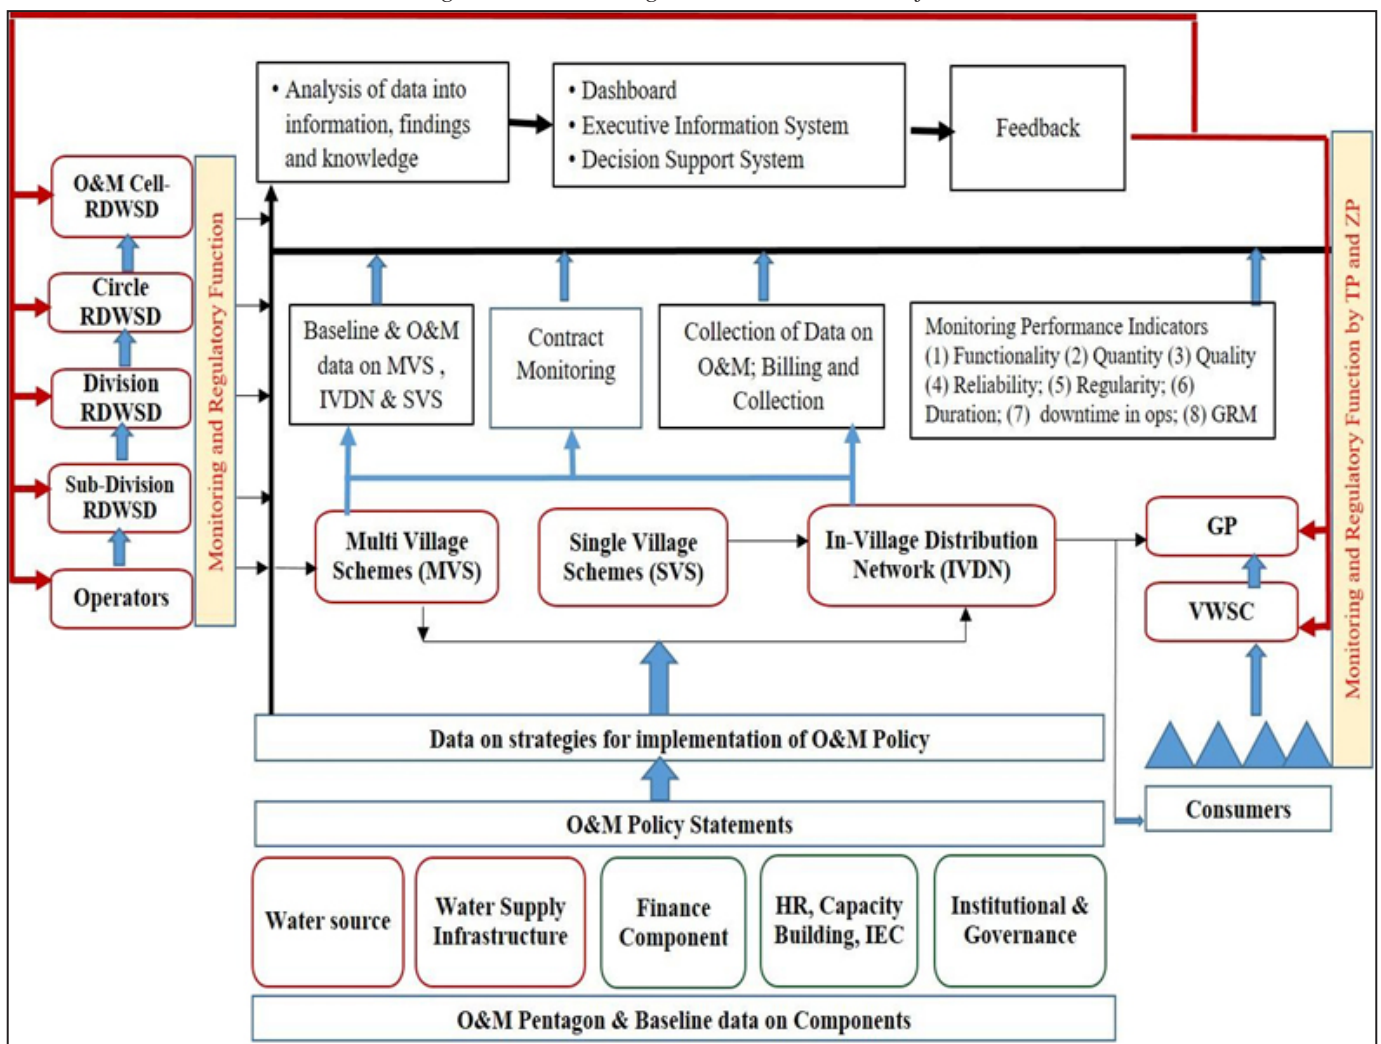 • Analysis of data into
information, findings
and knowledge
• Dashboard
• Executive Information System
• Decision Support System
Feedback
O&M Cell-
RDWSD
Circle
RDWSD
Division
RDWSD
Sub-Division
RDWSD
Operators
Monitoring and Regulatory Function
Baseline & O&M
data on MVS ,
IVDN & SVS
Contract
Monitoring
Collection of Data on
O&M; Billing and
Collection
Monitoring Performance Indicators
(1) Functionality (2) Quantity (3) Quality
(4) Reliability; (5) Regularity; (6)
Duration; (7) downtime in ops; (8) GRM
Multi Village
Schemes (MVS)
Single Village
Schemes (SVS)
In-Village Distribution
Network (IVDN)
GP
VWSC
Consumers
Monitoring and Regulatory Function by TP and ZP
Data on strategies for implementation of O&M Policy
O&M Policy Statements
Water source
Water Supply
Infrastructure
Finance
Component
HR, Capacity
Building, IEC
Institutional &
Governance
O&M Pentagon & Baseline data on Components